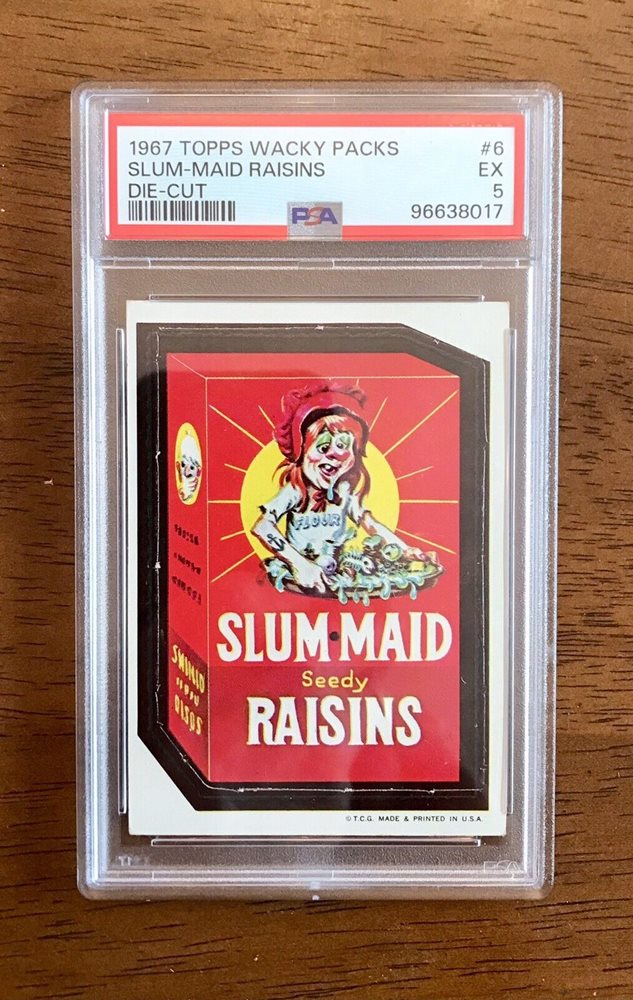 1967 TOPPS WACKY PACKS #6
SLUM-MAID RAISINS EX
DIE-CUT 5
PSA 96638017
FLOUR
SLUM MAID
Seedy
RAISINS
© T.C.G. MADE & PRINTED IN U.S.A.